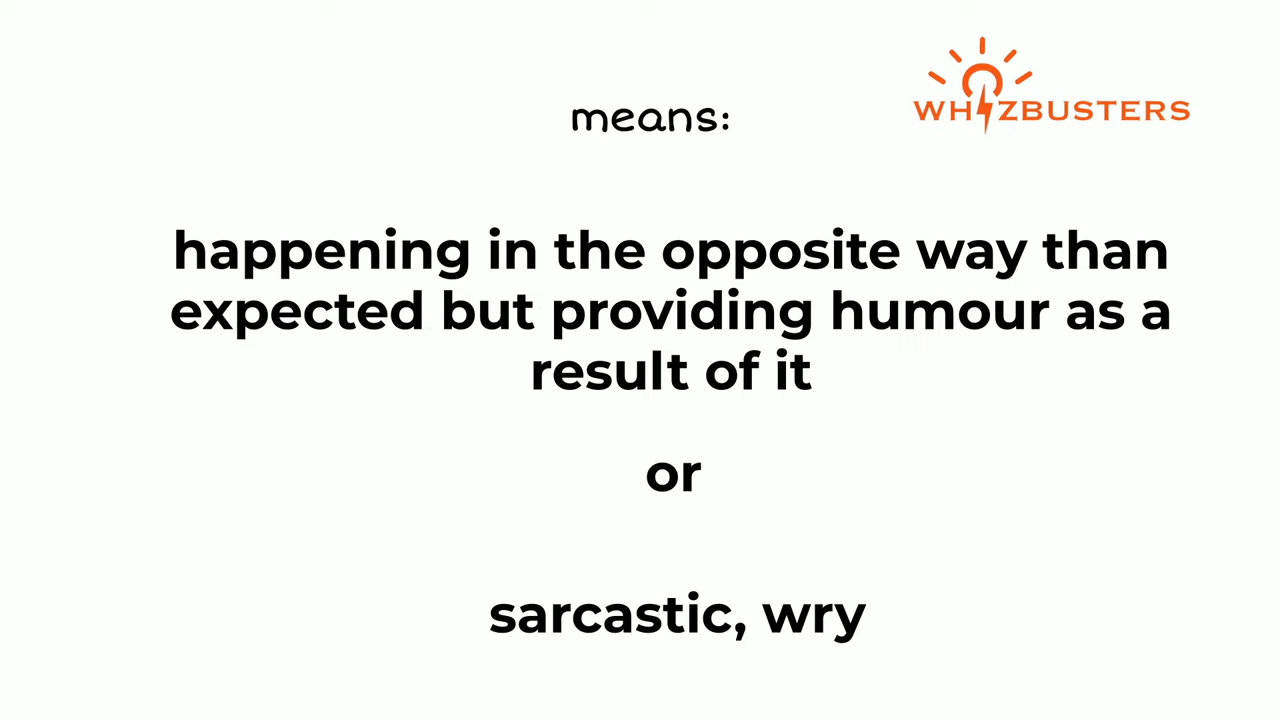 means:
WHIZBUSTERS
happening in the opposite way than
expected but providing humour as a
result of it
or
sarcastic, wry